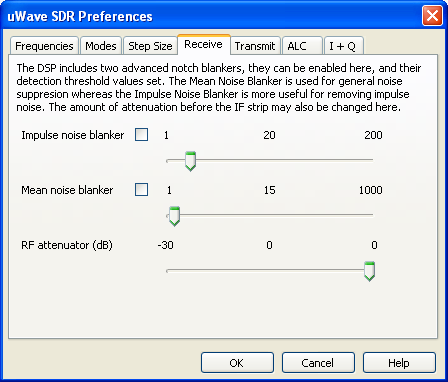 uWave SDR Preferences
Frequencies Modes Step Size Receive Transmit ALC I + Q
The DSP includes two advanced notch blankers, they can be enabled here, and their
detection threshold values set. The Mean Noise Blanker is used for general noise
suppresion whereas the Impulse Noise Blanker is more useful for removing impulse
noise. The amount of attenuation before the IF strip may also be changed here.
Impulse noise blanker 1 20 200
Mean noise blanker 1 15 1000
RF attenuator (dB) -30 0 0
OK Cancel Help